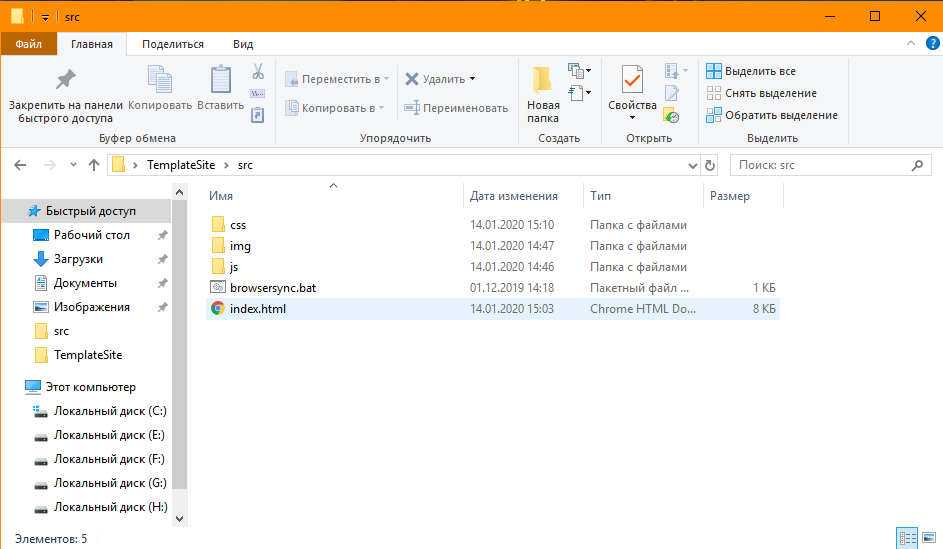 src
Файл Главная Поделиться Вид
Закрепить на панели
быстрого доступа
Копировать
Вставить
Буфер обмена
Переместить в
Копировать в
Удалить
Переименовать
Упорядочить
Новая
папка
Создать
Свойства
Открыть
Выделить все
Снять выделение
Обратить выделение
Выделить
TemplateSite > src
Поиск: src
Быстрый доступ
Рабочий стол
Загрузки
Документы
Изображения
src
TemplateSite
Этот компьютер
Локальный диск (C:)
Локальный диск (E:)
Локальный диск (F:)
Локальный диск (G:)
Локальный диск (H:)
Имя Дата изменения Тип Размер
css 14.01.2020 15:10 Папка с файлами
img 14.01.2020 14:47 Папка с файлами
js 14.01.2020 14:46 Папка с файлами
browsersync.bat 01.12.2019 14:18 Пакетный файл ... 1 КБ
index.html 14.01.2020 15:03 Chrome HTML Do... 8 КБ
Элементов: 5